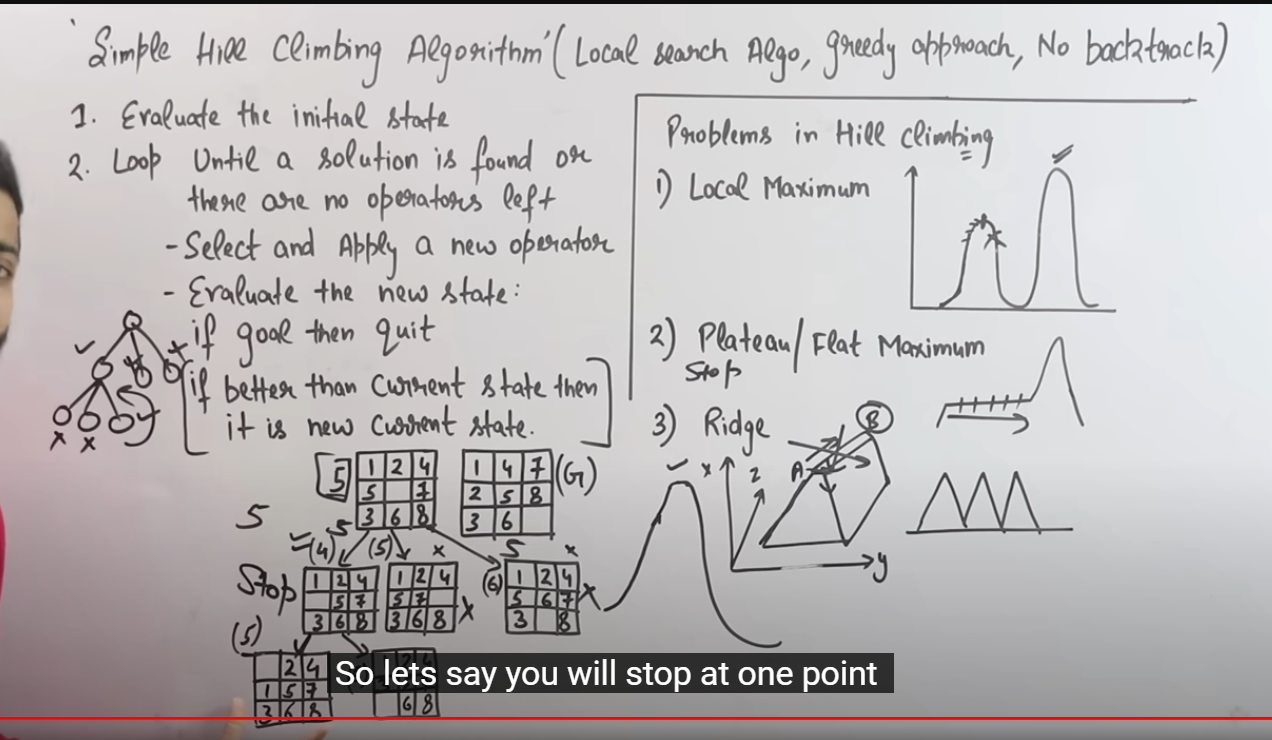 'Simple Hill Climbing Algorithm' (Local search Algo, greedy approach, No backtrack)
1. Evaluate the initial state
2. Loop Until a solution is found or
there are no operators left
- Select and Apply a new operator
- Evaluate the new state:
if goal then quit
if better than current state then
it is new current state.
Problems in Hill climbing
1) Local Maximum
2) Plateau/Flat Maximum
Stop
3) Ridge
A
B
x
z
y
5
1 2 4
5 7
3 6 8
1 4 7
2 5 8
3 6
(G)
5
5
(4)
(5)
x
(6)
5
x
Stop
1 2 4
5 7
3 6 8
1 2 4
5 7
3 6 8
x
1 2 4
5 6 7
3 8
x
(5)
2 4
1 5 7
3 6 8
6 8
So lets say you will stop at one point